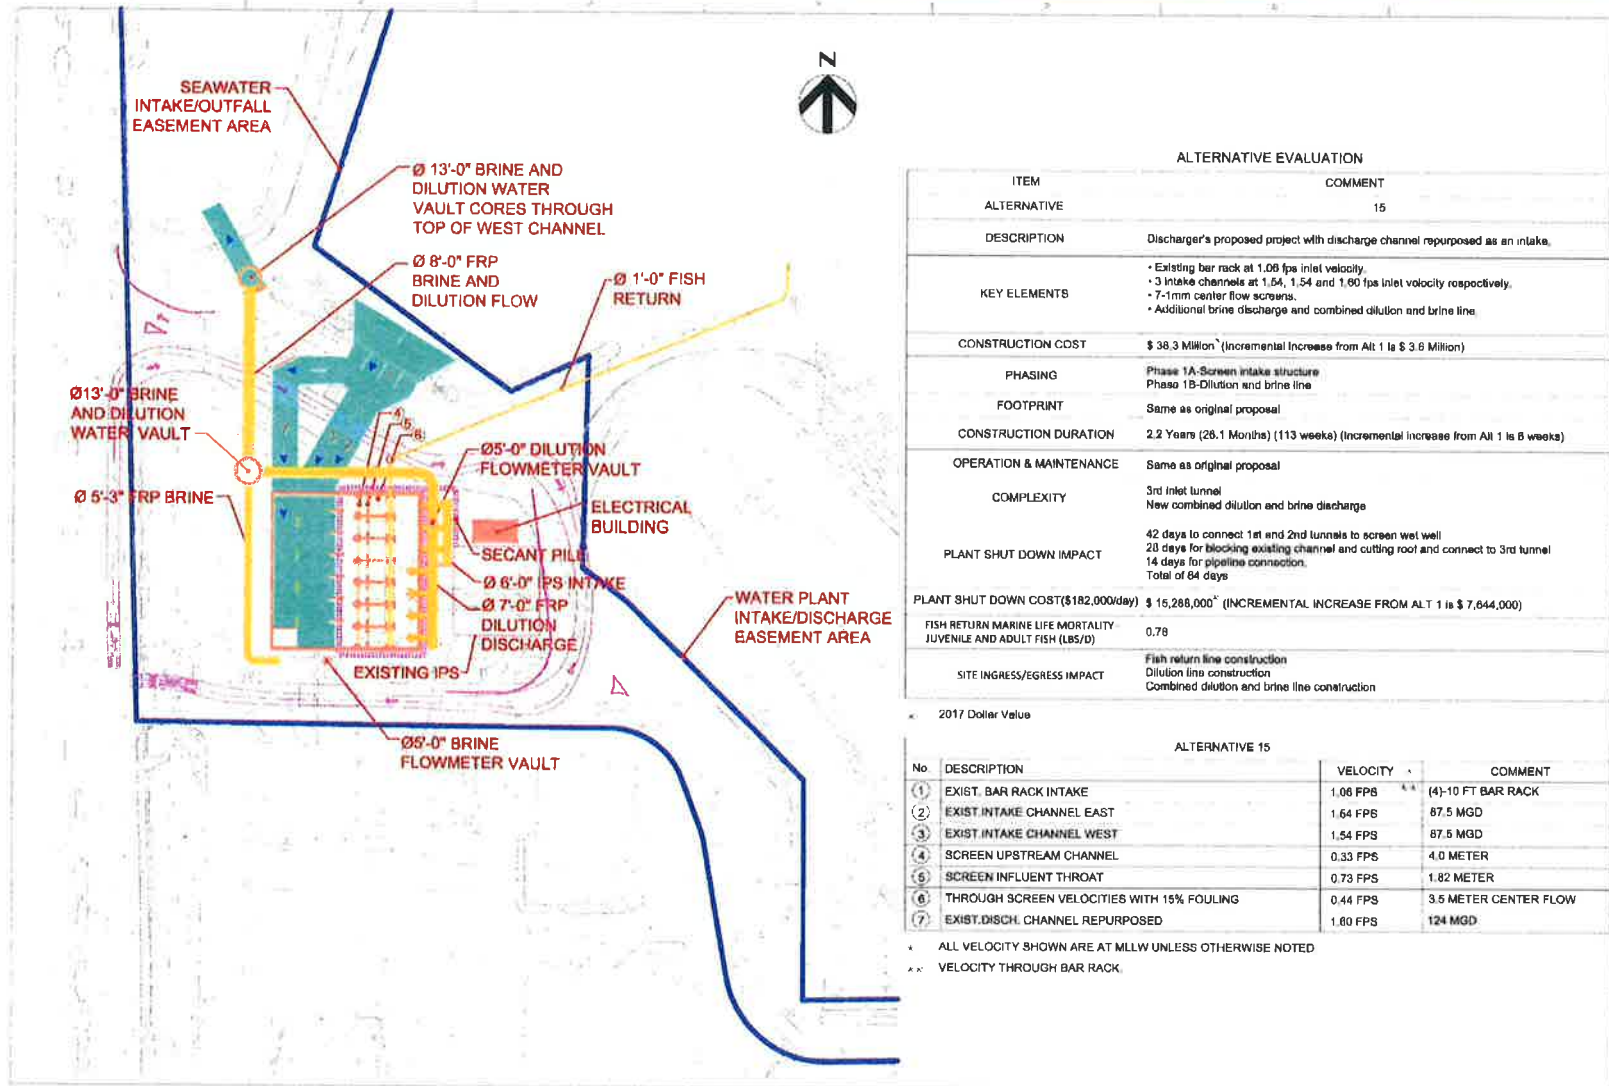 N
SEAWATER
INTAKE/OUTFALL
EASEMENT AREA
Ø 13'-0" BRINE AND
DILUTION WATER
VAULT CORES THROUGH
TOP OF WEST CHANNEL
Ø 8'-0" FRP
BRINE AND
DILUTION FLOW
Ø 1'-0" FISH
RETURN
Ø13'-0" BRINE
AND DILUTION
WATER VAULT
4
5
6
Ø5'-0" DILUTION
FLOWMETER VAULT
Ø 5'-3" FRP BRINE
ELECTRICAL
BUILDING
SECANT PILE
Ø 6'-0" IPS INTAKE
Ø 7'-0" FRP
DILUTION
DISCHARGE
EXISTING IPS
WATER PLANT
INTAKE/DISCHARGE
EASEMENT AREA
Ø5'-0" BRINE
FLOWMETER VAULT
ALTERNATIVE EVALUATION
ITEM COMMENT
ALTERNATIVE 15
DESCRIPTION Discharger's proposed project with discharge channel repurposed as an intake.
KEY ELEMENTS
• Existing bar rack at 1.06 fps inlet velocity.
• 3 intake channels at 1.54, 1.54 and 1.60 fps inlet velocity respectively.
• 7-1mm center flow screens.
• Additional brine discharge and combined dilution and brine line
CONSTRUCTION COST $ 38.3 Million* (Incremental Increase from Alt 1 is $ 3.6 Million)
PHASING
Phase 1A-Screen intake structure
Phase 1B-Dilution and brine line
FOOTPRINT Same as original proposal
CONSTRUCTION DURATION 2.2 Years (26.1 Months) (113 weeks) (Incremental Increase from Alt 1 is 6 weeks)
OPERATION & MAINTENANCE Same as original proposal
COMPLEXITY
3rd inlet tunnel
New combined dilution and brine discharge
PLANT SHUT DOWN IMPACT
42 days to connect 1st and 2nd tunnels to screen wet well
28 days for blocking existing channel and cutting roof and connect to 3rd tunnel
14 days for pipeline connection.
Total of 84 days
PLANT SHUT DOWN COST($182,000/day) $ 15,288,000* (INCREMENTAL INCREASE FROM ALT 1 is $ 7,644,000)
FISH RETURN MARINE LIFE MORTALITY
JUVENILE AND ADULT FISH (LBS/D) 0.78
SITE INGRESS/EGRESS IMPACT
Fish return line construction
Dilution line construction
Combined dilution and brine line construction
* 2017 Dollar Value
ALTERNATIVE 15
No. DESCRIPTION VELOCITY * COMMENT
1 EXIST. BAR RACK INTAKE 1.06 FPS ** (4)-10 FT BAR RACK
2 EXIST.INTAKE CHANNEL EAST 1.54 FPS 87.5 MGD
3 EXIST.INTAKE CHANNEL WEST 1.54 FPS 87.5 MGD
4 SCREEN UPSTREAM CHANNEL 0.33 FPS 4.0 METER
5 SCREEN INFLUENT THROAT 0.73 FPS 1.82 METER
6 THROUGH SCREEN VELOCITIES WITH 15% FOULING 0.44 FPS 3.5 METER CENTER FLOW
7 EXIST.DISCH. CHANNEL REPURPOSED 1.60 FPS 124 MGD
* ALL VELOCITY SHOWN ARE AT MLLW UNLESS OTHERWISE NOTED
** VELOCITY THROUGH BAR RACK.